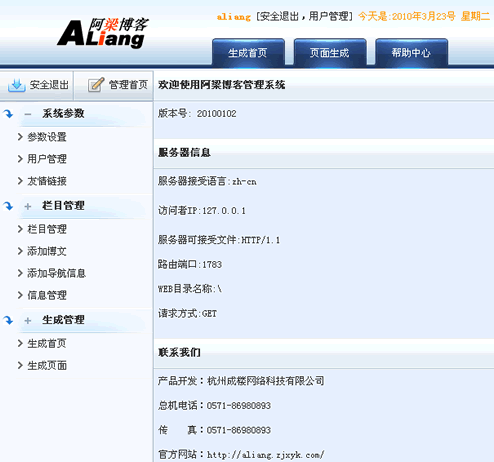 阿梁博客
ALiang
aliang [安全退出，用户管理] 今天是:2010年3月23号 星期二
生成首页 页面生成 帮助中心
安全退出 管理首页
系统参数
参数设置
用户管理
友情链接
栏目管理
栏目管理
添加博文
添加导航信息
信息管理
生成管理
生成首页
生成页面
欢迎使用阿梁博客管理系统
版本号: 20100102
服务器信息
服务器接受语言:zh-cn
访问者IP:127.0.0.1
服务器可接受文件:HTTP/1.1
路由端口:1783
WEB目录名称:\
请求方式:GET
联系我们
产品开发：杭州成楼网络科技有限公司
总机电话：0571-86980893
传　真：0571-86980893
官方网站：http://aliang.zjxyk.com/